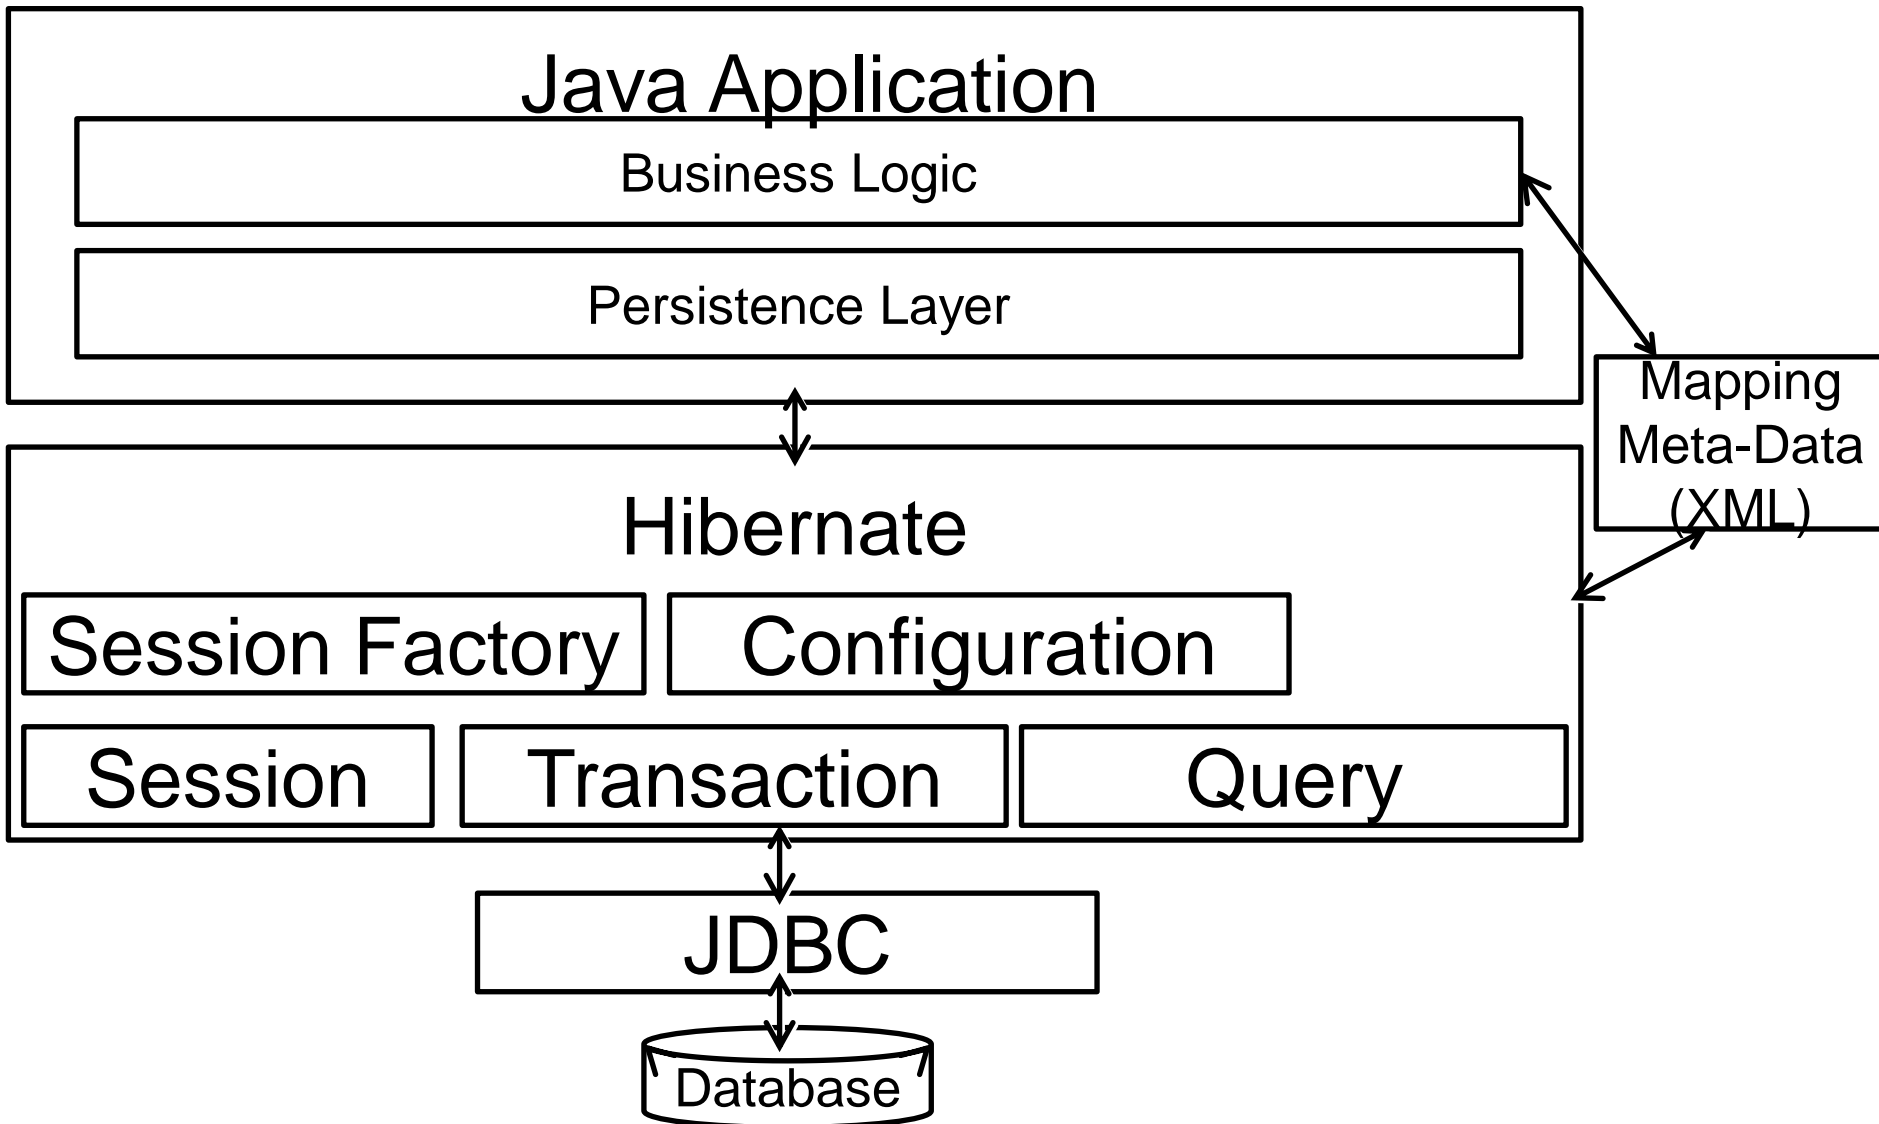 Java Application
Business Logic
Persistence Layer
Mapping
Meta-Data
(XML)
Hibernate
Session Factory
Configuration
Session
Transaction
Query
JDBC
Database